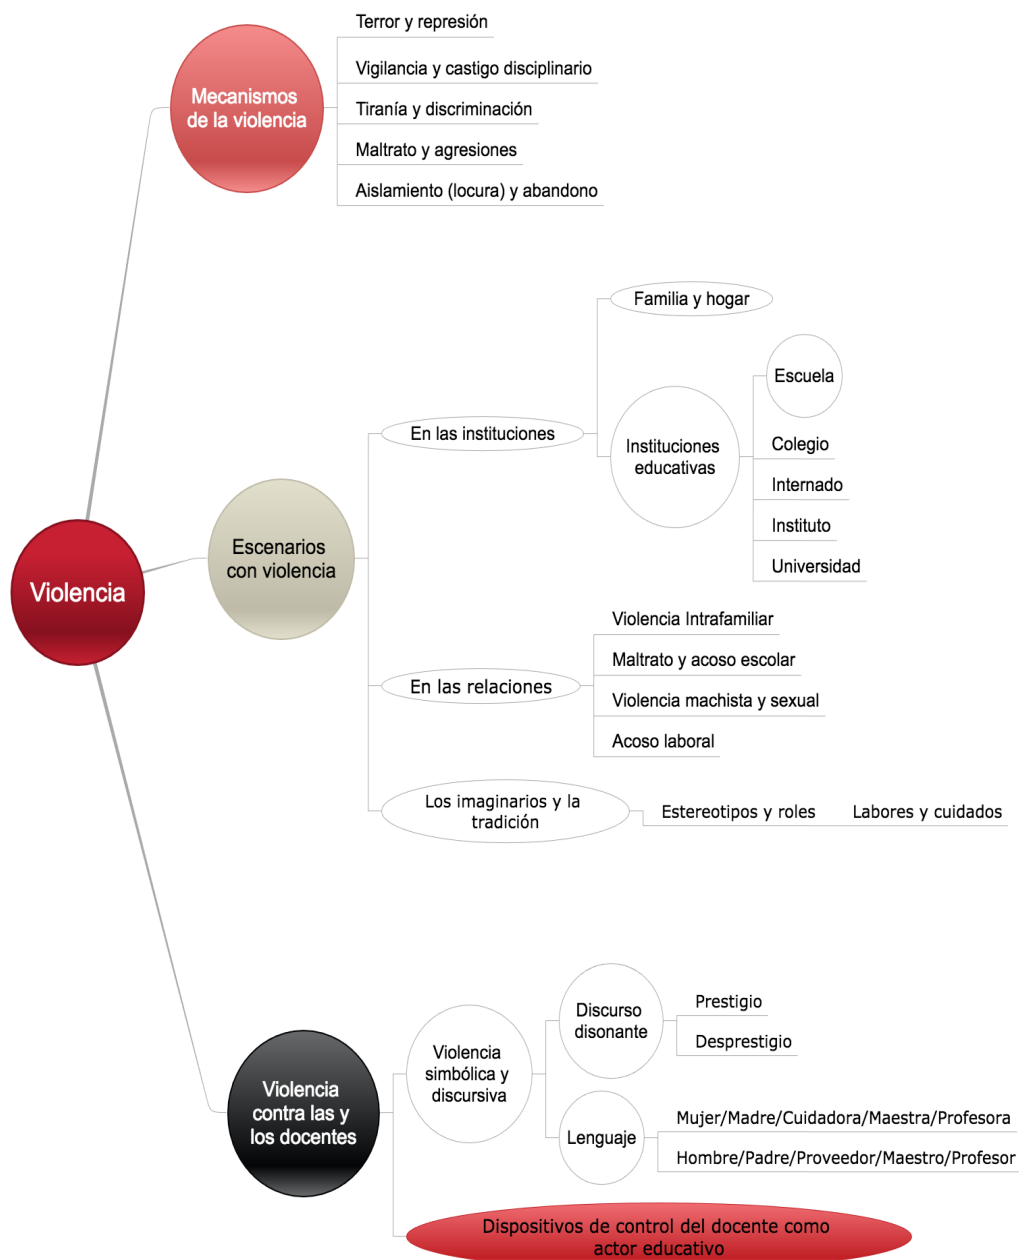 Violencia
Mecanismos
de la violencia
Terror y represión
Vigilancia y castigo disciplinario
Tiranía y discriminación
Maltrato y agresiones
Aislamiento (locura) y abandono
Escenarios
con violencia
En las instituciones
Familia y hogar
Instituciones
educativas
Escuela
Colegio
Internado
Instituto
Universidad
En las relaciones
Violencia Intrafamiliar
Maltrato y acoso escolar
Violencia machista y sexual
Acoso laboral
Los imaginarios y la
tradición
Estereotipos y roles
Labores y cuidados
Violencia
contra las y
los docentes
Violencia
simbólica y
discursiva
Discurso
disonante
Prestigio
Desprestigio
Lenguaje
Mujer/Madre/Cuidadora/Maestra/Profesora
Hombre/Padre/Proveedor/Maestro/Profesor
Dispositivos de control del docente como
actor educativo